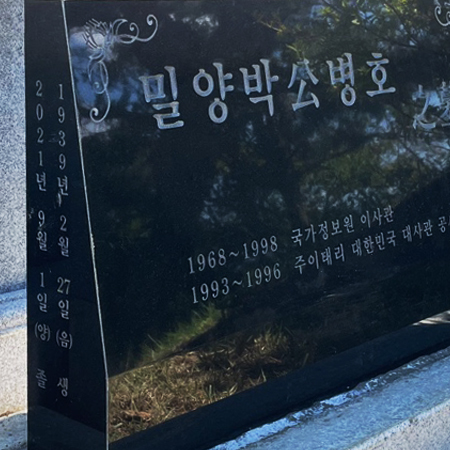 밀양박公병호 之
1968~1998 국가정보원 이사관
1993~1996 주이태리 대한민국 대사관
1939년 2월 27일(음) 생
2021년 9월 1일(양) 졸